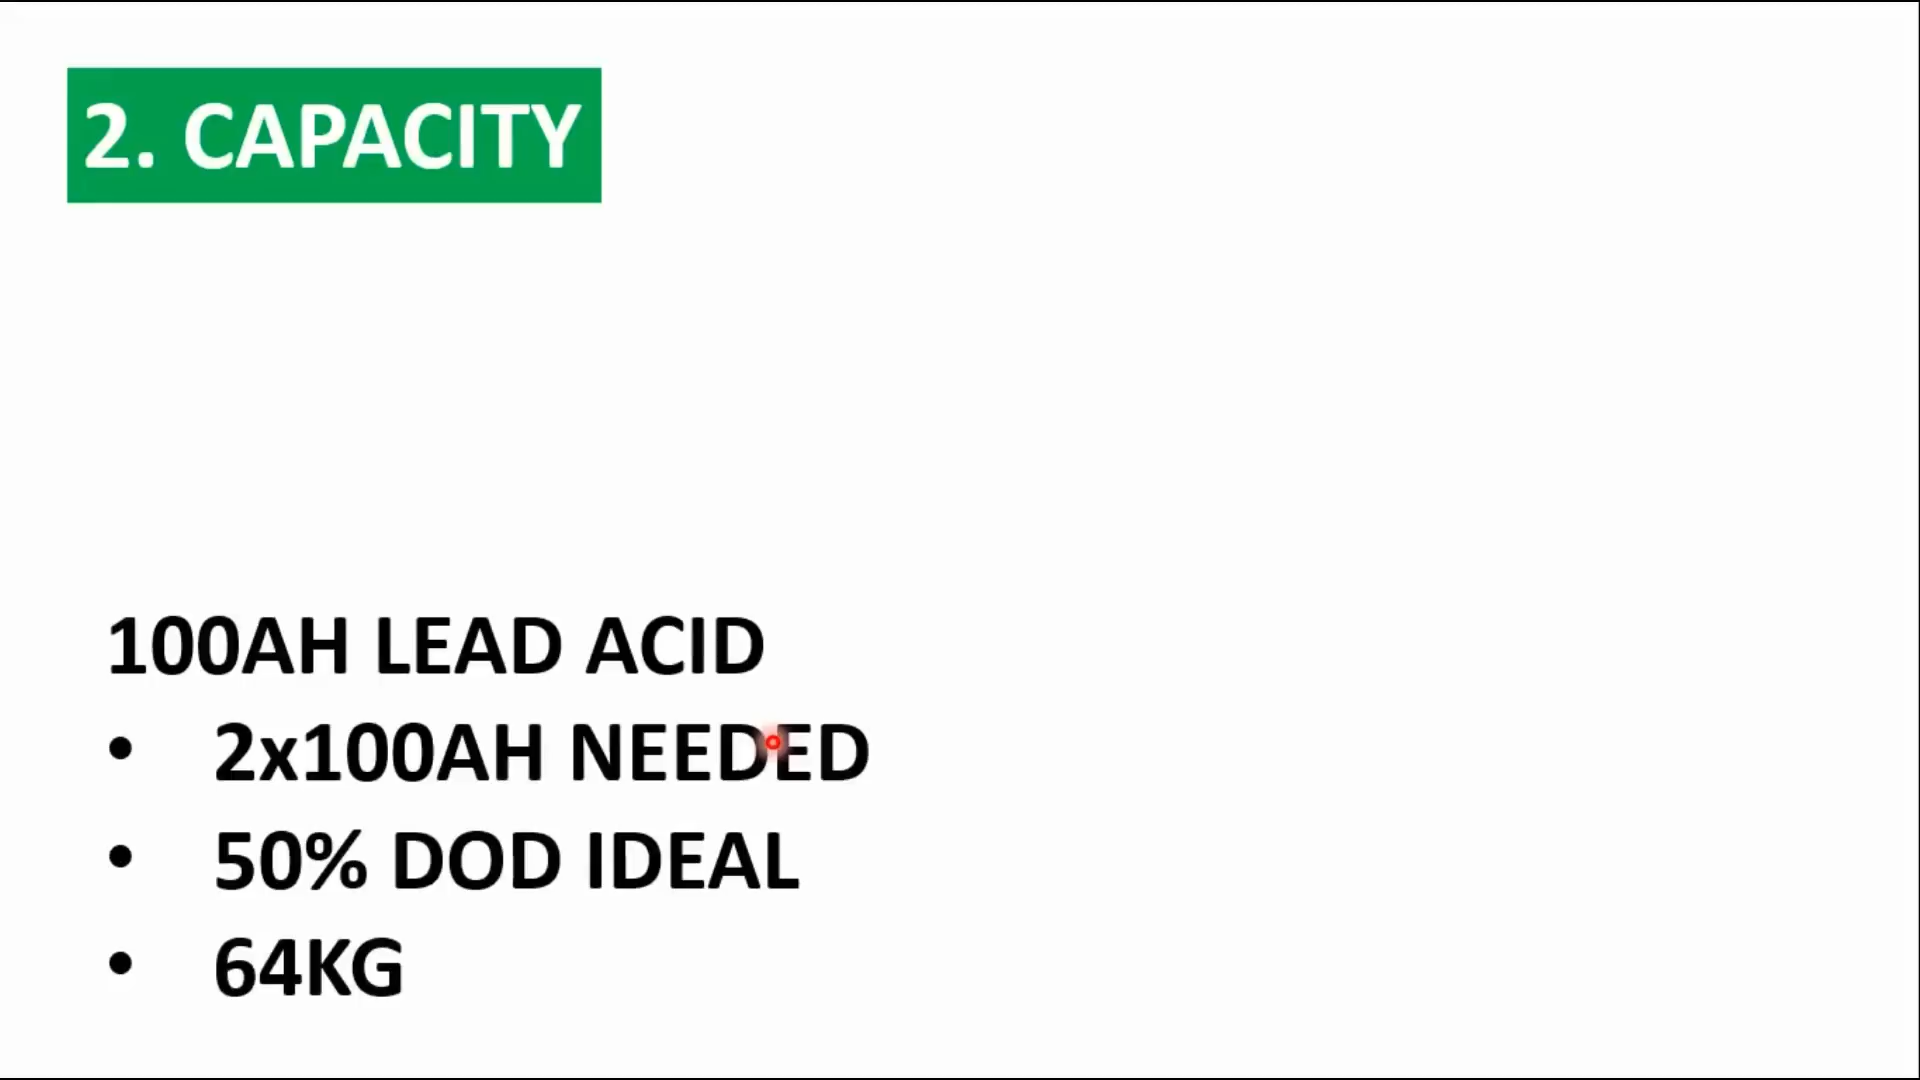 2. CAPACITY
100AH LEAD ACID
• 2x100AH NEEDED
• 50% DOD IDEAL
• 64KG